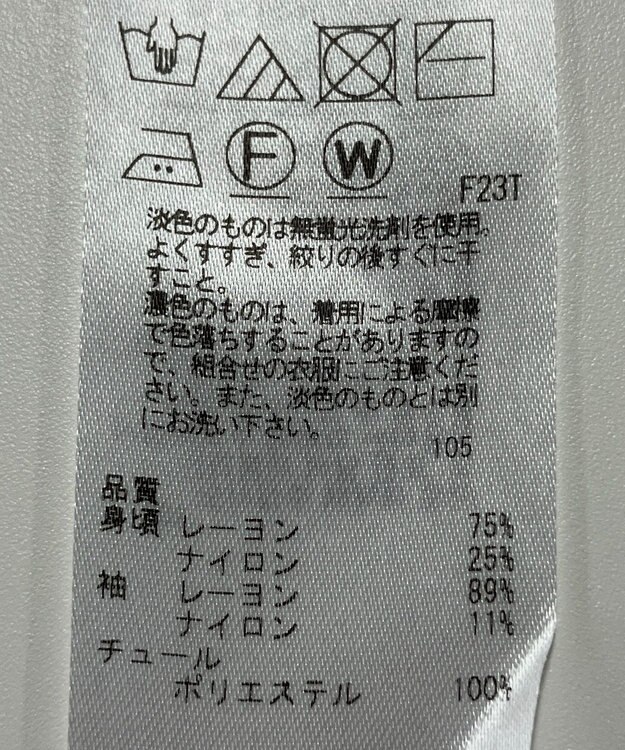 F W
F23T
淡色のものは無蛍光洗剤を使用。
よくすすぎ、絞りの後すぐに干
すこと。
濃色のものは、着用による摩擦
で色落ちすることがありますの
で、組合せの衣服にご注意くだ
さい。また、淡色のものとは別
にお洗い下さい。
105
品質
身頃 レーヨン 75%
ナイロン 25%
袖 レーヨン 89%
ナイロン 11%
チュール
ポリエステル 100%